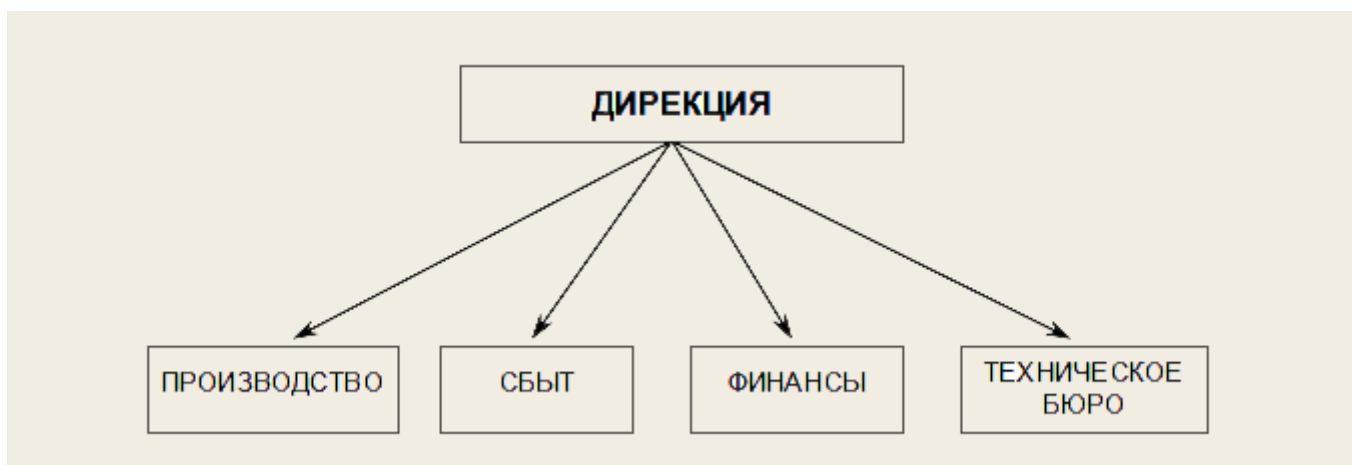 ДИРЕКЦИЯ
ПРОИЗВОДСТВО
СБЫТ
ФИНАНСЫ
ТЕХНИЧЕСКОЕ
БЮРО